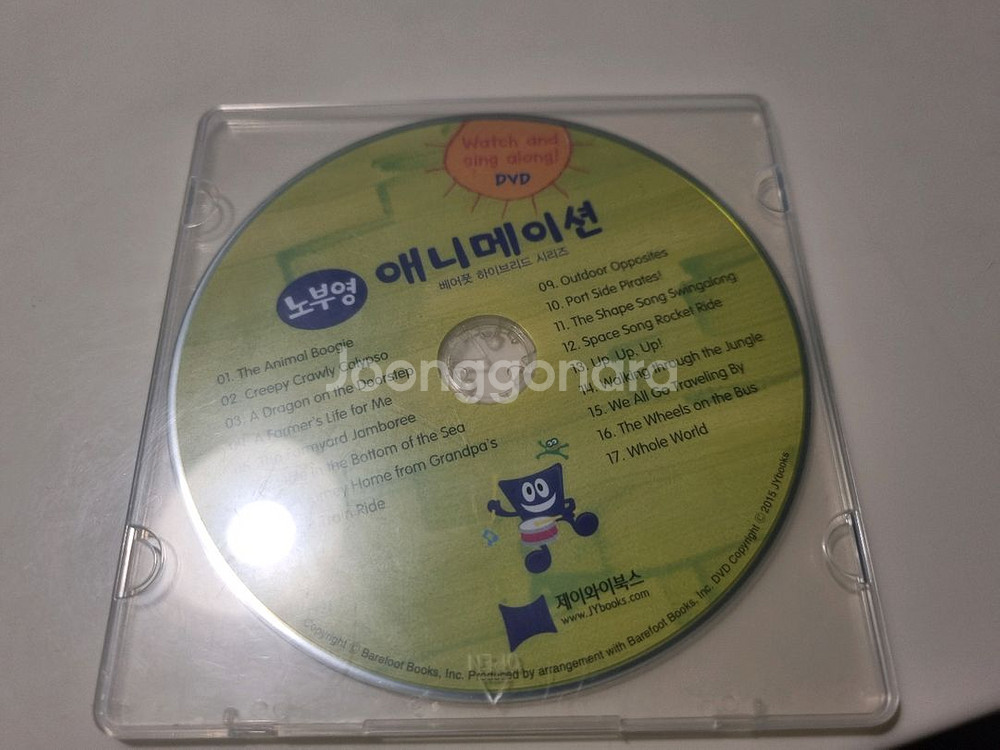 Watch and
sing along!
DVD
노부영 애니메이션
베어풋 하이브리드 시리즈
01. The Animal Boogie
02. Creepy Crawly Calypso
03. A Dragon on the Doorstep
A Farmer's Life for Me
Jamboree
the Bottom of the Sea
Home from Grandpa's
Train Ride
09. Outdoor Opposites
10. Port Side Pirates!
11. The Shape Song Swingalong
12. Space Song Rocket Ride
13. Up, Up, Up!
14. Walking through the Jungle
15. We All Go Traveling By
16. The Wheels on the Bus
17. Whole World
Joonggonara
제이와이북스
www.JYbooks.com
Copyright © Barefoot Books, Inc. Produced by arrangement with Barefoot Books, Inc. DVD Copyright © 2015 JYbooks